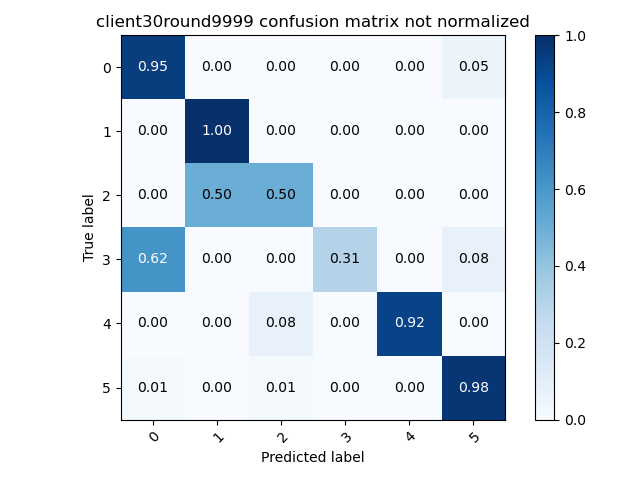 client30round9999 confusion matrix not normalized
0 0.95 0.00 0.00 0.00 0.00 0.05
1 0.00 1.00 0.00 0.00 0.00 0.00
2 0.00 0.50 0.50 0.00 0.00 0.00
3 0.62 0.00 0.00 0.31 0.00 0.08
4 0.00 0.00 0.08 0.00 0.92 0.00
5 0.01 0.00 0.01 0.00 0.00 0.98
0 1 2 3 4 5
True label
Predicted label
1.0
0.8
0.6
0.4
0.2
0.0